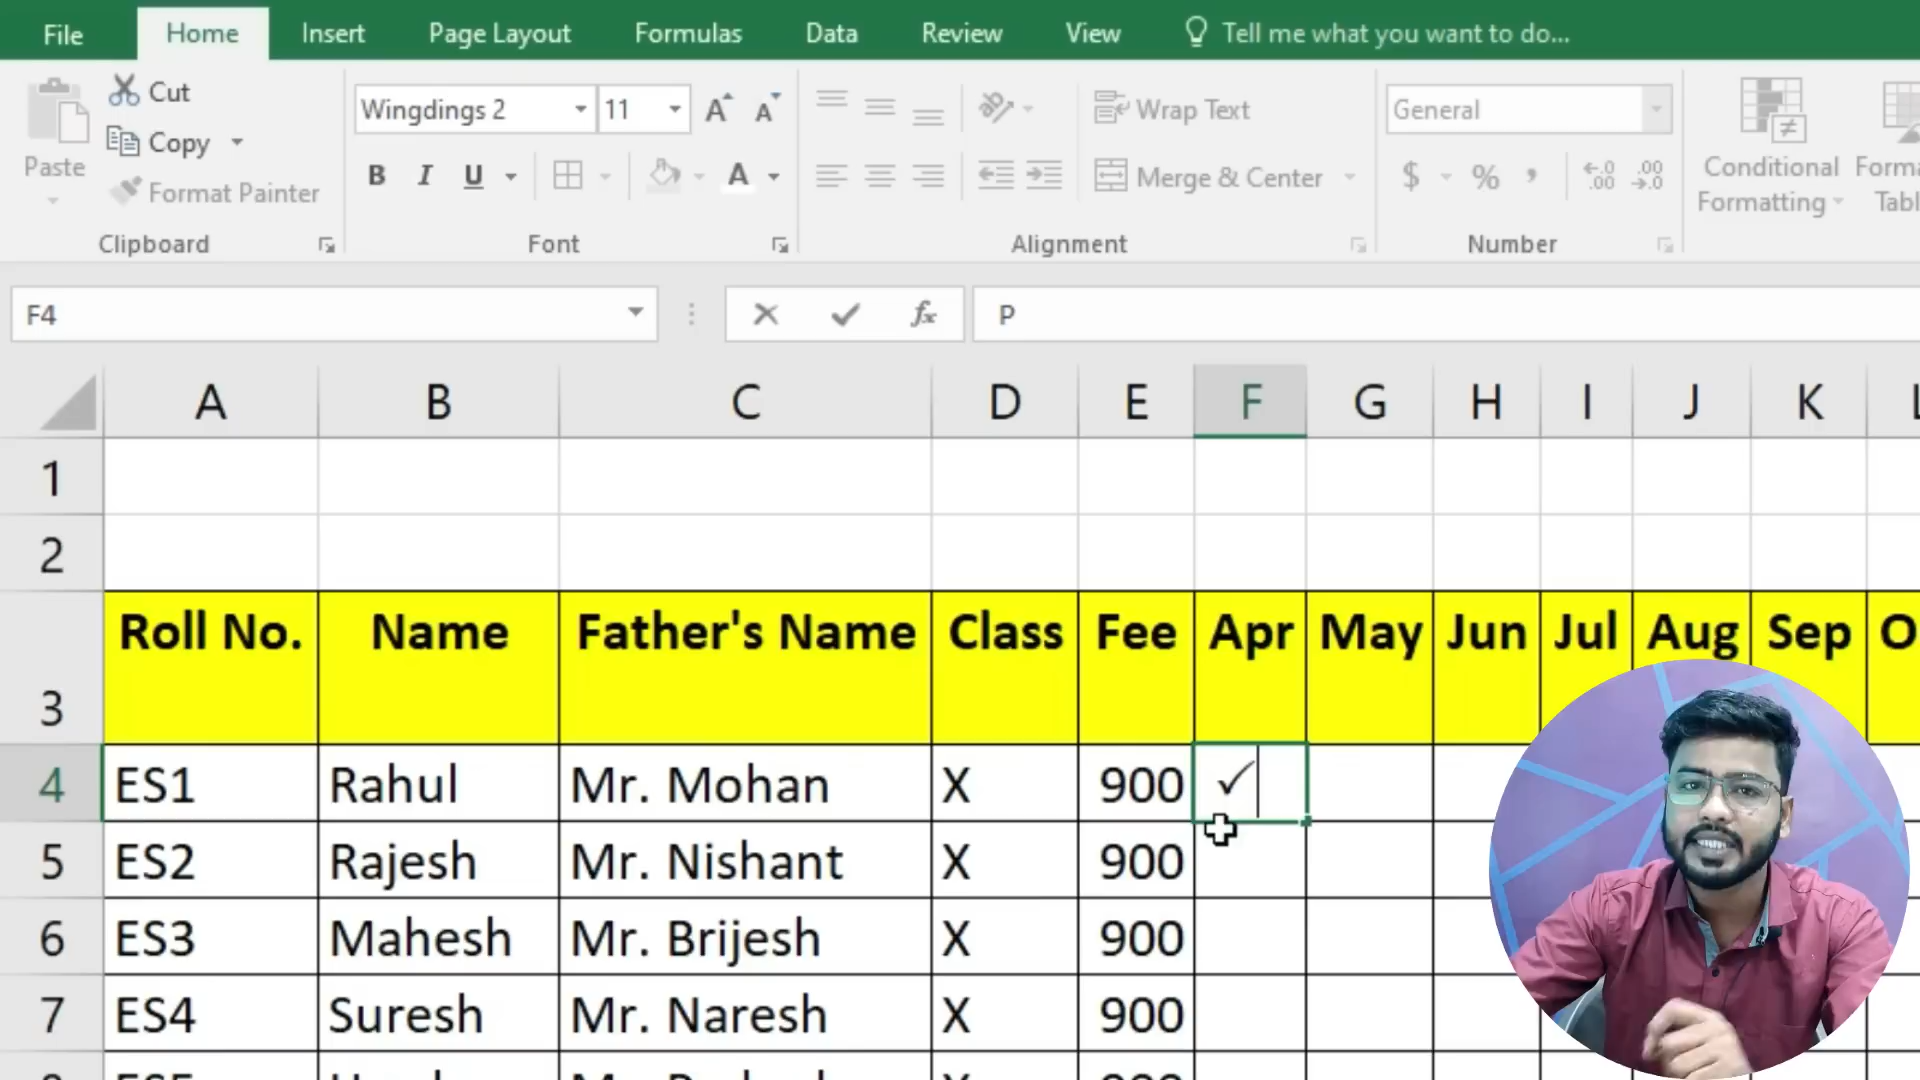 File Home Insert Page Layout Formulas Data Review View Tell me what you want to do...
Cut
Copy
Format Painter
Paste
Clipboard
Wingdings 2 11
B I U A
Font
Wrap Text
Merge & Center
Alignment
General
$ % ,
Number
Conditional
Formatting
F4 fx P
A B C D E F G H I J K
1
2
3 Roll No. Name Father's Name Class Fee Apr May Jun Jul Aug Sep
4 ES1 Rahul Mr. Mohan X 900 ✓
5 ES2 Rajesh Mr. Nishant X 900
6 ES3 Mahesh Mr. Brijesh X 900
7 ES4 Suresh Mr. Naresh X 900